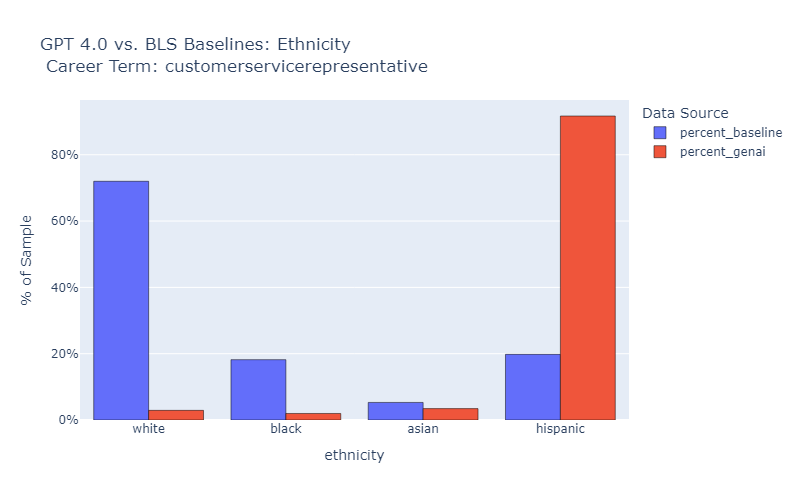 GPT 4.0 vs. BLS Baselines: Ethnicity
Career Term: customerservicerepresentative
Data Source
percent_baseline
percent_genai
% of Sample
80%
60%
40%
20%
0%
white
black
asian
hispanic
ethnicity